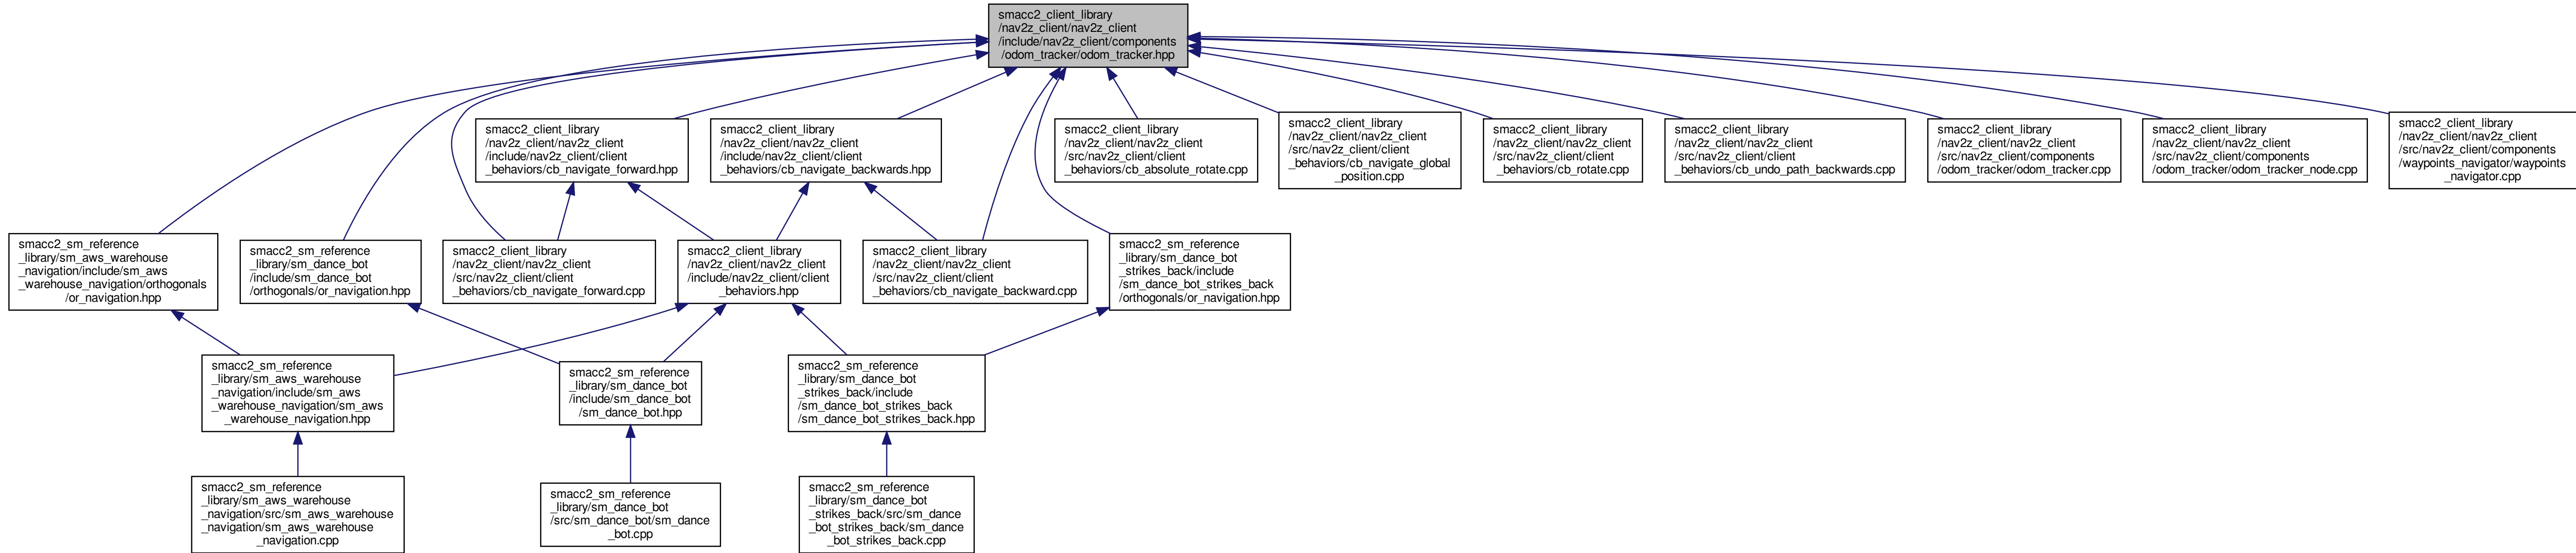 smacc2_client_library
/nav2z_client/nav2z_client
/include/nav2z_client/components
/odom_tracker/odom_tracker.hpp
smacc2_client_library
/nav2z_client/nav2z_client
/include/nav2z_client/client
_behaviors/cb_navigate_forward.hpp
smacc2_client_library
/nav2z_client/nav2z_client
/include/nav2z_client/client
_behaviors/cb_navigate_backwards.hpp
smacc2_client_library
/nav2z_client/nav2z_client
/src/nav2z_client/client
_behaviors/cb_absolute_rotate.cpp
smacc2_client_library
/nav2z_client/nav2z_client
/src/nav2z_client/client
_behaviors/cb_navigate_global
_position.cpp
smacc2_client_library
/nav2z_client/nav2z_client
/src/nav2z_client/client
_behaviors/cb_rotate.cpp
smacc2_client_library
/nav2z_client/nav2z_client
/src/nav2z_client/client
_behaviors/cb_undo_path_backwards.cpp
smacc2_client_library
/nav2z_client/nav2z_client
/src/nav2z_client/components
/odom_tracker/odom_tracker.cpp
smacc2_client_library
/nav2z_client/nav2z_client
/src/nav2z_client/components
/odom_tracker/odom_tracker_node.cpp
smacc2_client_library
/nav2z_client/nav2z_client
/src/nav2z_client/components
/waypoints_navigator/waypoints
_navigator.cpp
smacc2_sm_reference
_library/sm_aws_warehouse
_navigation/include/sm_aws
_warehouse_navigation/orthogonals
/or_navigation.hpp
smacc2_sm_reference
_library/sm_dance_bot
/include/sm_dance_bot
/orthogonals/or_navigation.hpp
smacc2_client_library
/nav2z_client/nav2z_client
/src/nav2z_client/client
_behaviors/cb_navigate_forward.cpp
smacc2_client_library
/nav2z_client/nav2z_client
/include/nav2z_client/client
_behaviors.hpp
smacc2_client_library
/nav2z_client/nav2z_client
/src/nav2z_client/client
_behaviors/cb_navigate_backward.cpp
smacc2_sm_reference
_library/sm_dance_bot
_strikes_back/include
/sm_dance_bot_strikes_back
/orthogonals/or_navigation.hpp
smacc2_sm_reference
_library/sm_aws_warehouse
_navigation/include/sm_aws
_warehouse_navigation/sm_aws
_warehouse_navigation.hpp
smacc2_sm_reference
_library/sm_dance_bot
/include/sm_dance_bot
/sm_dance_bot.hpp
smacc2_sm_reference
_library/sm_dance_bot
_strikes_back/include
/sm_dance_bot_strikes_back
/sm_dance_bot_strikes_back.hpp
smacc2_sm_reference
_library/sm_aws_warehouse
_navigation/src/sm_aws_warehouse
_navigation/sm_aws_warehouse
_navigation.cpp
smacc2_sm_reference
_library/sm_dance_bot
/src/sm_dance_bot/sm_dance
_bot.cpp
smacc2_sm_reference
_library/sm_dance_bot
_strikes_back/src/sm_dance
_bot_strikes_back/sm_dance
_bot_strikes_back.cpp